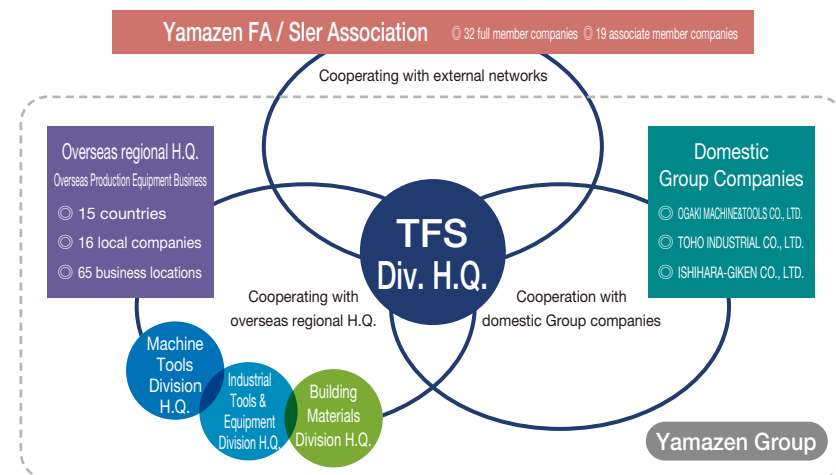 Yamazen FA / SIer Association ◎ 32 full member companies ◎ 19 associate member companies
Cooperating with external networks
Overseas regional H.Q.
Overseas Production Equipment Business
◎ 15 countries
◎ 16 local companies
◎ 65 business locations
Domestic
Group Companies
◎ OGAKI MACHINE&TOOLS CO., LTD.
◎ TOHO INDUSTRIAL CO., LTD.
◎ ISHIHARA-GIKEN CO., LTD.
TFS
Div. H.Q.
Cooperating with
overseas regional H.Q.
Cooperation with
domestic Group companies
Machine
Tools
Division
H.Q.
Industrial
Tools &
Equipment
Division H.Q.
Building
Materials
Division H.Q.
Yamazen Group